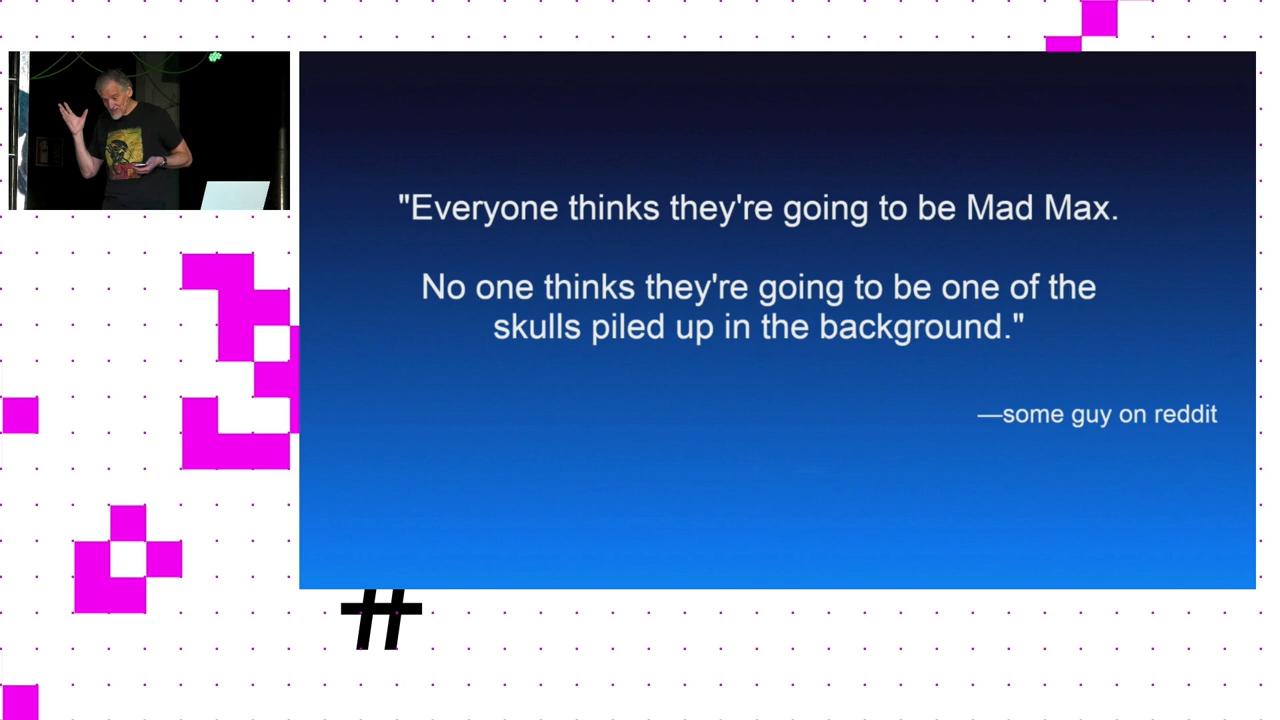 "Everyone thinks they're going to be Mad Max.
No one thinks they're going to be one of the
skulls piled up in the background."
—some guy on reddit
#